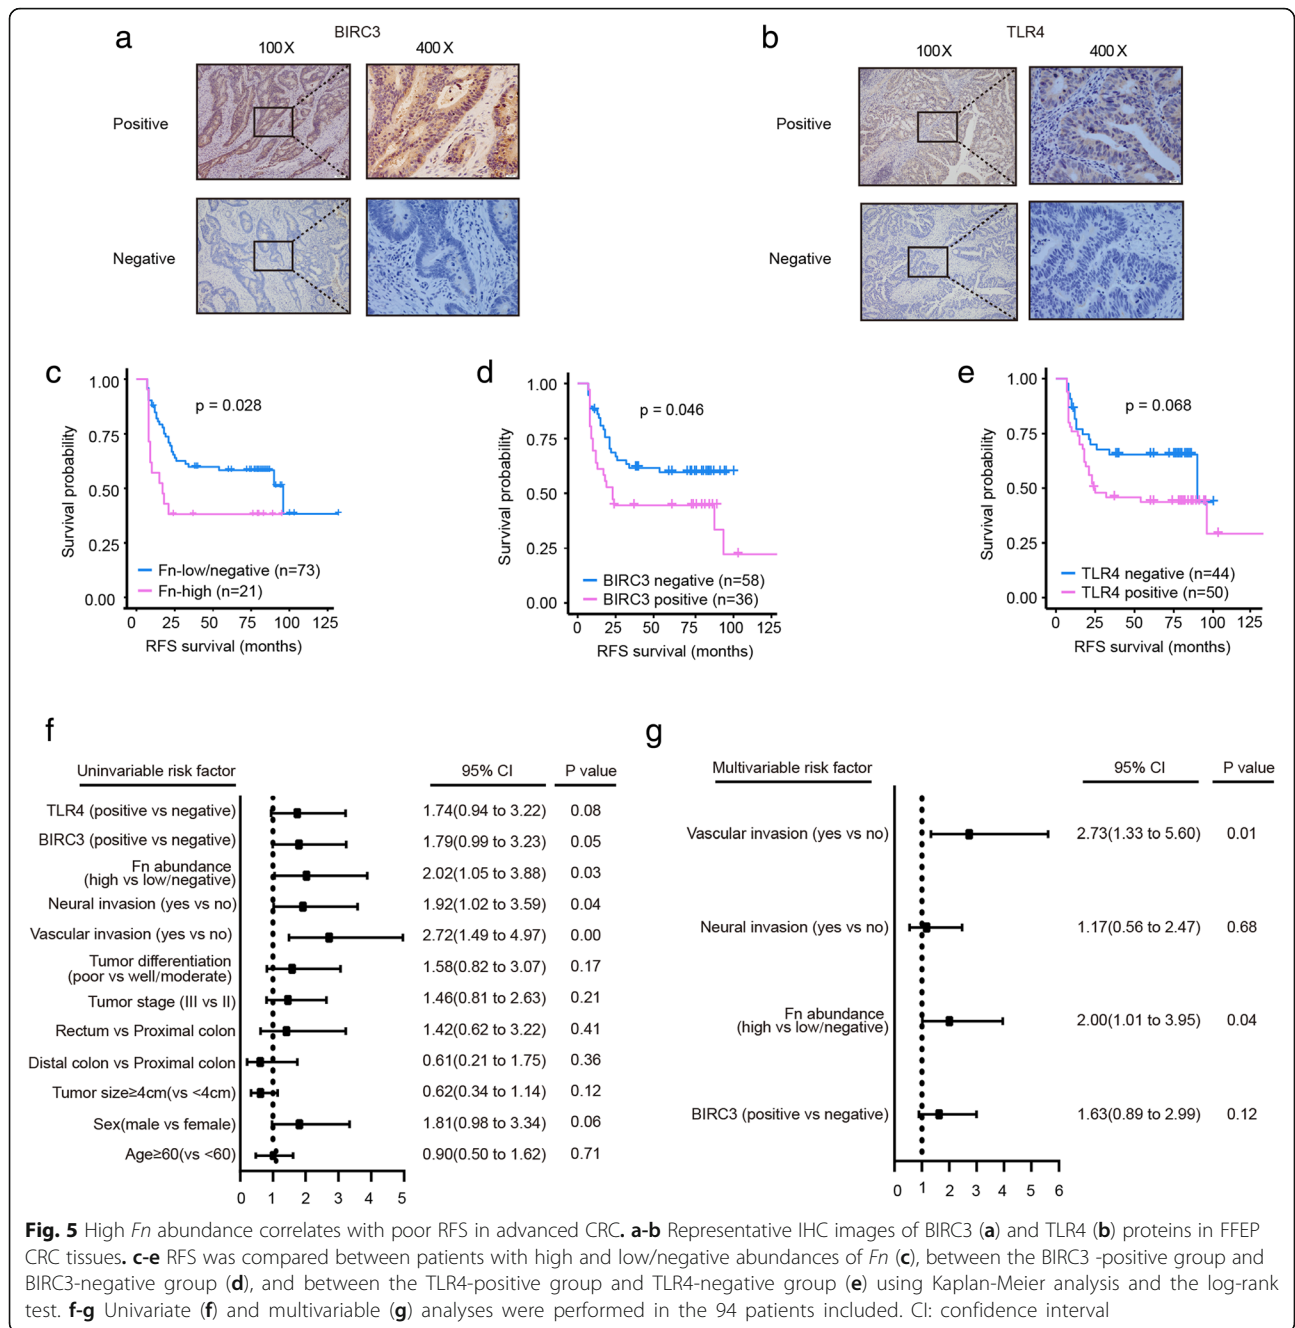 a
BIRC3
100 X 400 X
Positive
Negative
b
TLR4
100 X 400 X
Positive
Negative
c
Survival probability
1.00
0.75
0.50
0.25
0.00
p = 0.028
Fn-low/negative (n=73)
Fn-high (n=21)
0 25 50 75 100 125
RFS survival (months)
d
Survival probability
1.00
0.75
0.50
0.25
0.00
p = 0.046
BIRC3 negative (n=58)
BIRC3 positive (n=36)
0 25 50 75 100 125
RFS survival (months)
e
Survival probability
1.00
0.75
0.50
0.25
0.00
p = 0.068
TLR4 negative (n=44)
TLR4 positive (n=50)
0 25 50 75 100 125
RFS survival (months)
f
Uninvariable risk factor 95% CI P value
TLR4 (positive vs negative) 1.74(0.94 to 3.22) 0.08
BIRC3 (positive vs negative) 1.79(0.99 to 3.23) 0.05
Fn abundance
(high vs low/negative) 2.02(1.05 to 3.88) 0.03
Neural invasion (yes vs no) 1.92(1.02 to 3.59) 0.04
Vascular invasion (yes vs no) 2.72(1.49 to 4.97) 0.00
Tumor differentiation
(poor vs well/moderate) 1.58(0.82 to 3.07) 0.17
Tumor stage (III vs II) 1.46(0.81 to 2.63) 0.21
Rectum vs Proximal colon 1.42(0.62 to 3.22) 0.41
Distal colon vs Proximal colon 0.61(0.21 to 1.75) 0.36
Tumor size≥4cm(vs <4cm) 0.62(0.34 to 1.14) 0.12
Sex(male vs female) 1.81(0.98 to 3.34) 0.06
Age≥60(vs <60) 0.90(0.50 to 1.62) 0.71
0 1 2 3 4 5
g
Multivariable risk factor 95% CI P value
Vascular invasion (yes vs no) 2.73(1.33 to 5.60) 0.01
Neural invasion (yes vs no) 1.17(0.56 to 2.47) 0.68
Fn abundance
(high vs low/negative) 2.00(1.01 to 3.95) 0.04
BIRC3 (positive vs negative) 1.63(0.89 to 2.99) 0.12
0 1 2 3 4 5 6
Fig. 5 High Fn abundance correlates with poor RFS in advanced CRC. a-b Representative IHC images of BIRC3 (a) and TLR4 (b) proteins in FFEP
CRC tissues. c-e RFS was compared between patients with high and low/negative abundances of Fn (c), between the BIRC3 -positive group and
BIRC3-negative group (d), and between the TLR4-positive group and TLR4-negative group (e) using Kaplan-Meier analysis and the log-rank
test. f-g Univariate (f) and multivariable (g) analyses were performed in the 94 patients included. CI: confidence interval